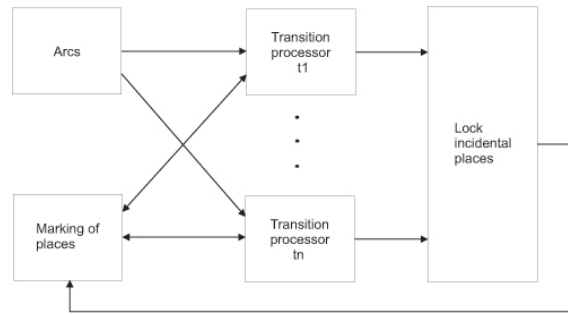 Arcs
Transition
processor
t1
Lock
incidental
places
Marking of
places
Transition
processor
tn